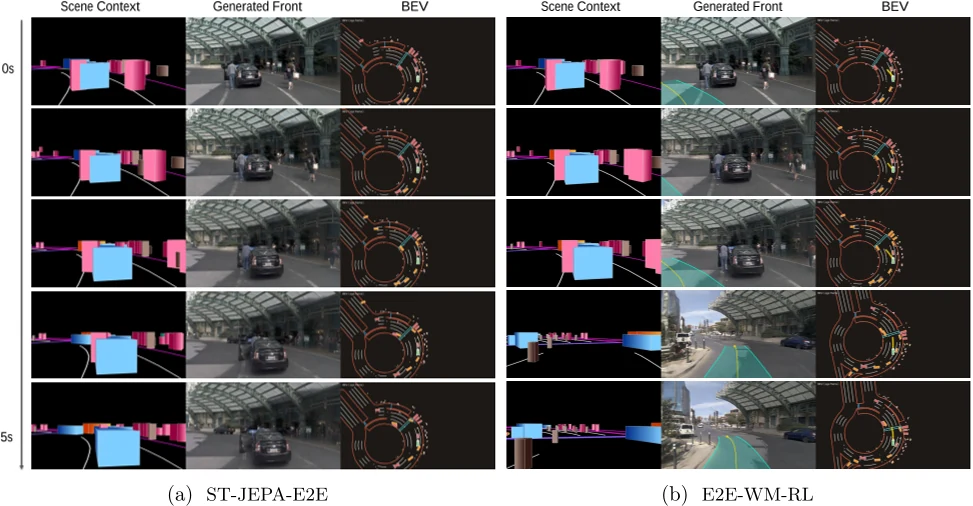 Scene Context Generated Front BEV Scene Context Generated Front BEV
0s
5s
(a) ST-JEPA-E2E (b) E2E-WM-RL